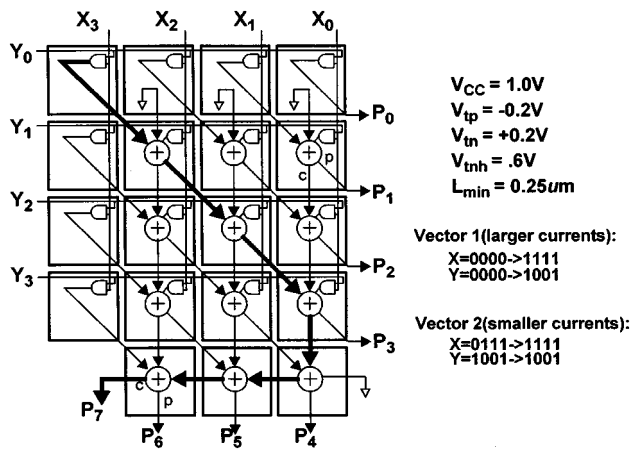 X3 X2 X1 X0
Y0
P0
Y1
p
c
P1
Y2
P2
Y3
P3
c
p
P7
P6 P5 P4
VCC = 1.0V
Vtp = -0.2V
Vtn = +0.2V
Vtnh = .6V
Lmin = 0.25um
Vector 1(larger currents):
X=0000->1111
Y=0000->1001
Vector 2(smaller currents):
X=0111->1111
Y=1001->1001